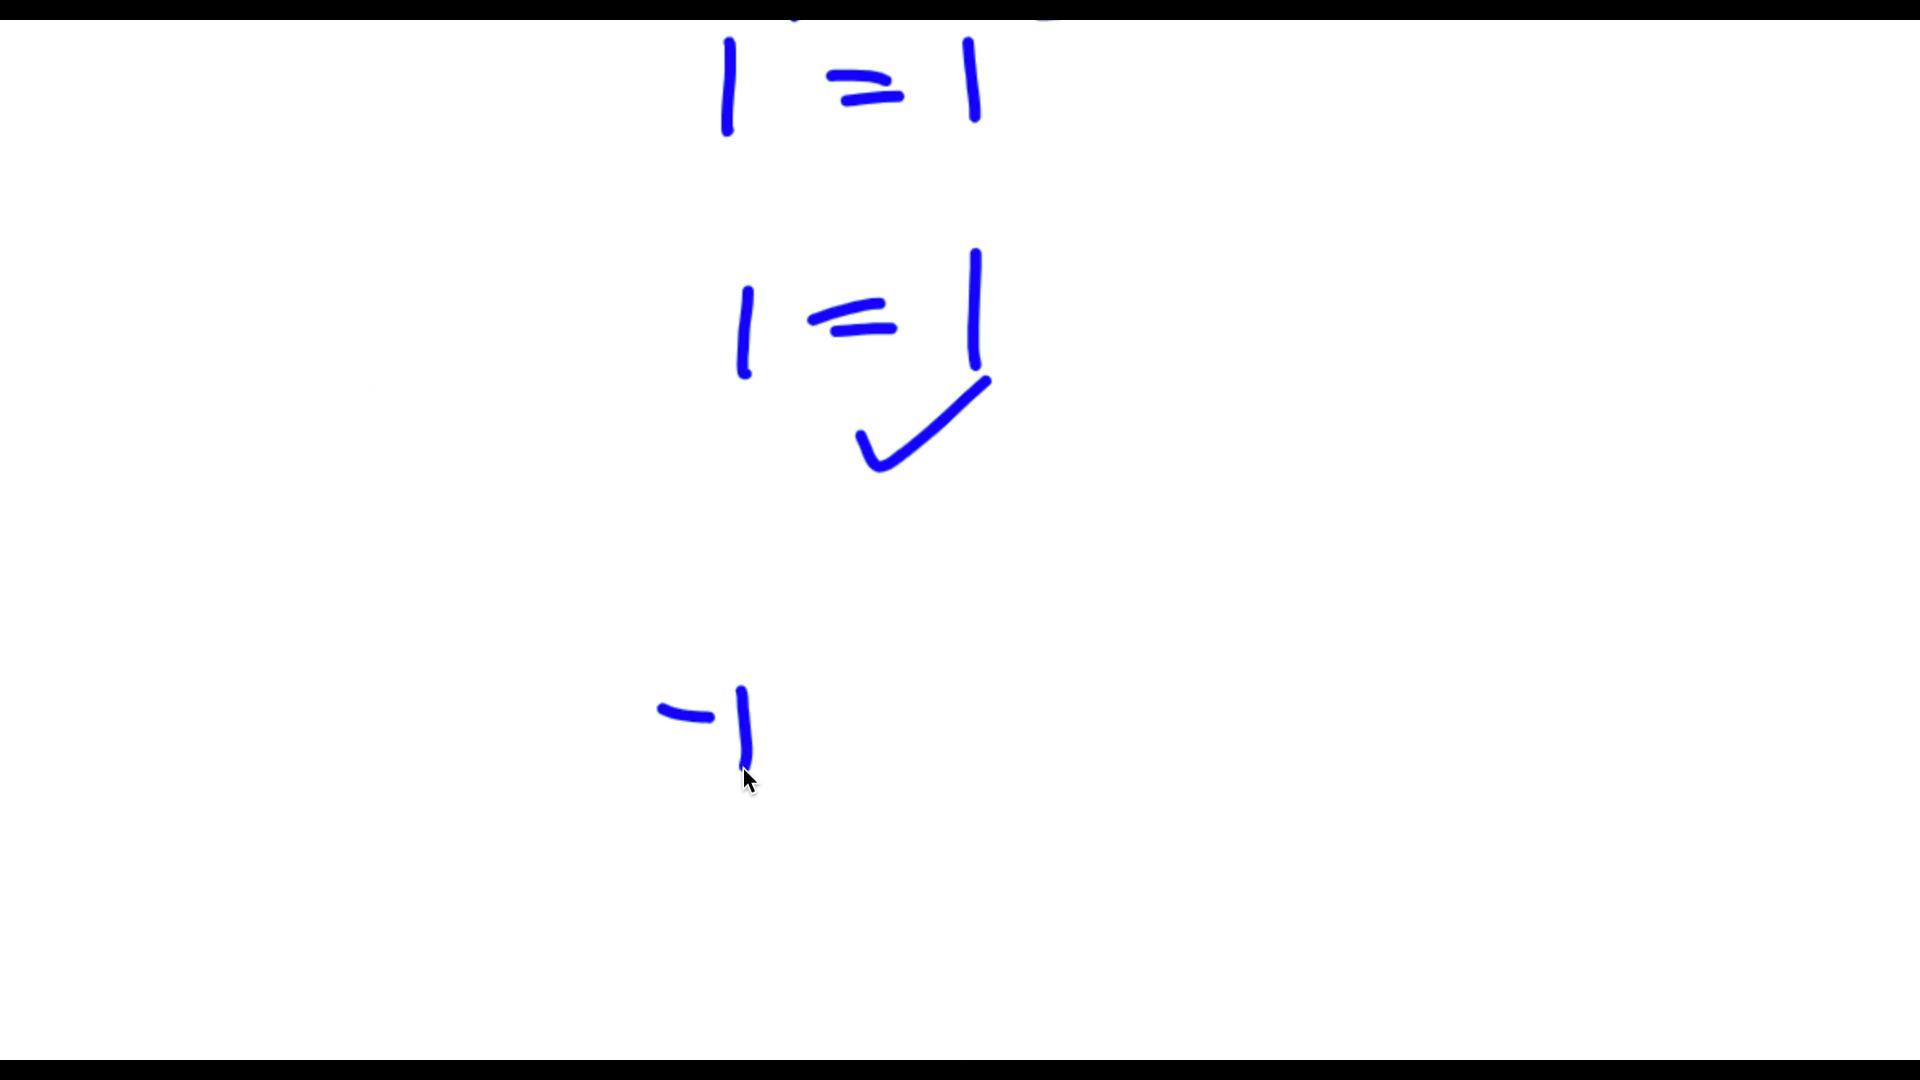 1 = 1
1 = 1
✓
-1